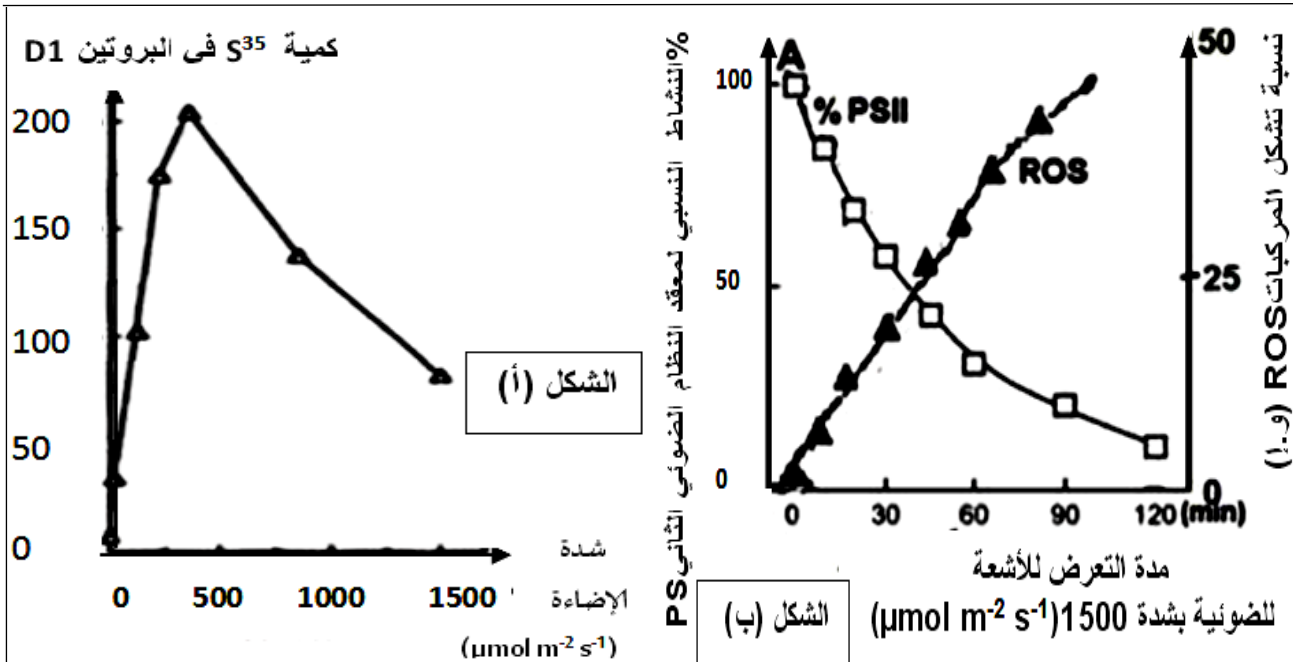 كمية S³⁵ في البروتين D1
200
150
100
50
0
0 500 1000 1500
شدة
الإضاءة
(µmol m⁻² s⁻¹)
الشكل (أ)
النشاط النسبي لمعقد النظام الضوئي الثاني PS%
A
100
50
0
% PSII
ROS
نسبة تشكل المركبات ROS (و.إ)
50
25
0
0 30 60 90 120 (min)
مدة التعرض للأشعة
للضوئية بشدة 1500 (µmol m⁻² s⁻¹)
الشكل (ب)